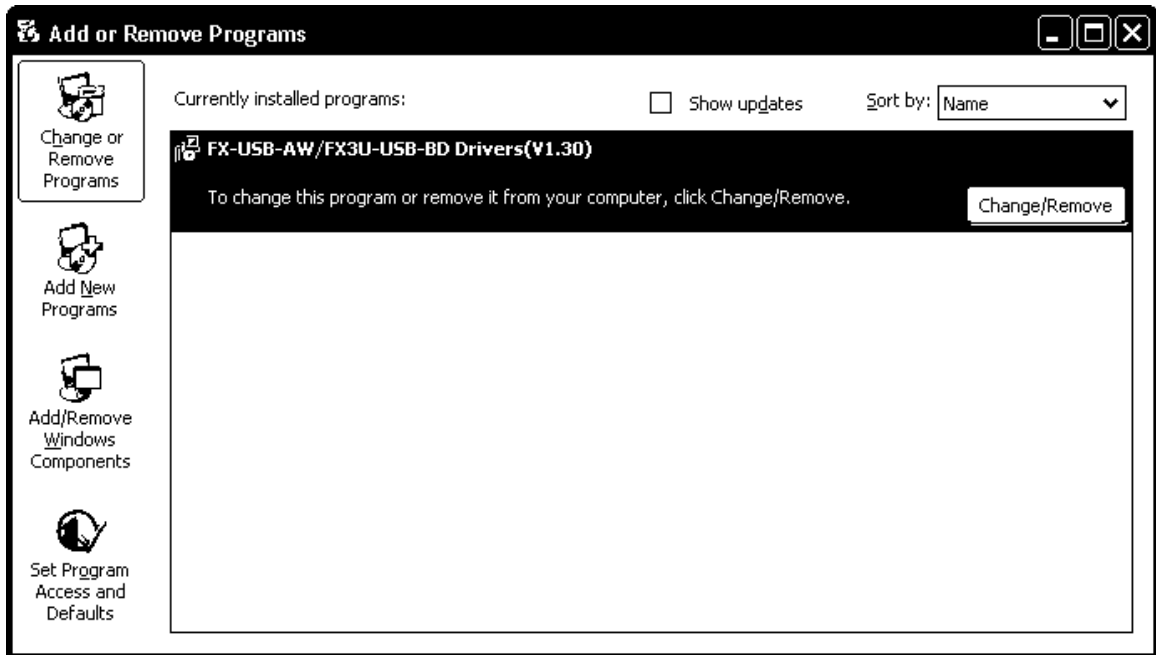 Add or Remove Programs
Change or
Remove
Programs
Currently installed programs:
Show updates
Sort by: Name
FX-USB-AW/FX3U-USB-BD Drivers(V1.30)
To change this program or remove it from your computer, click Change/Remove.
Change/Remove
Add New
Programs
Add/Remove
Windows
Components
Set Program
Access and
Defaults